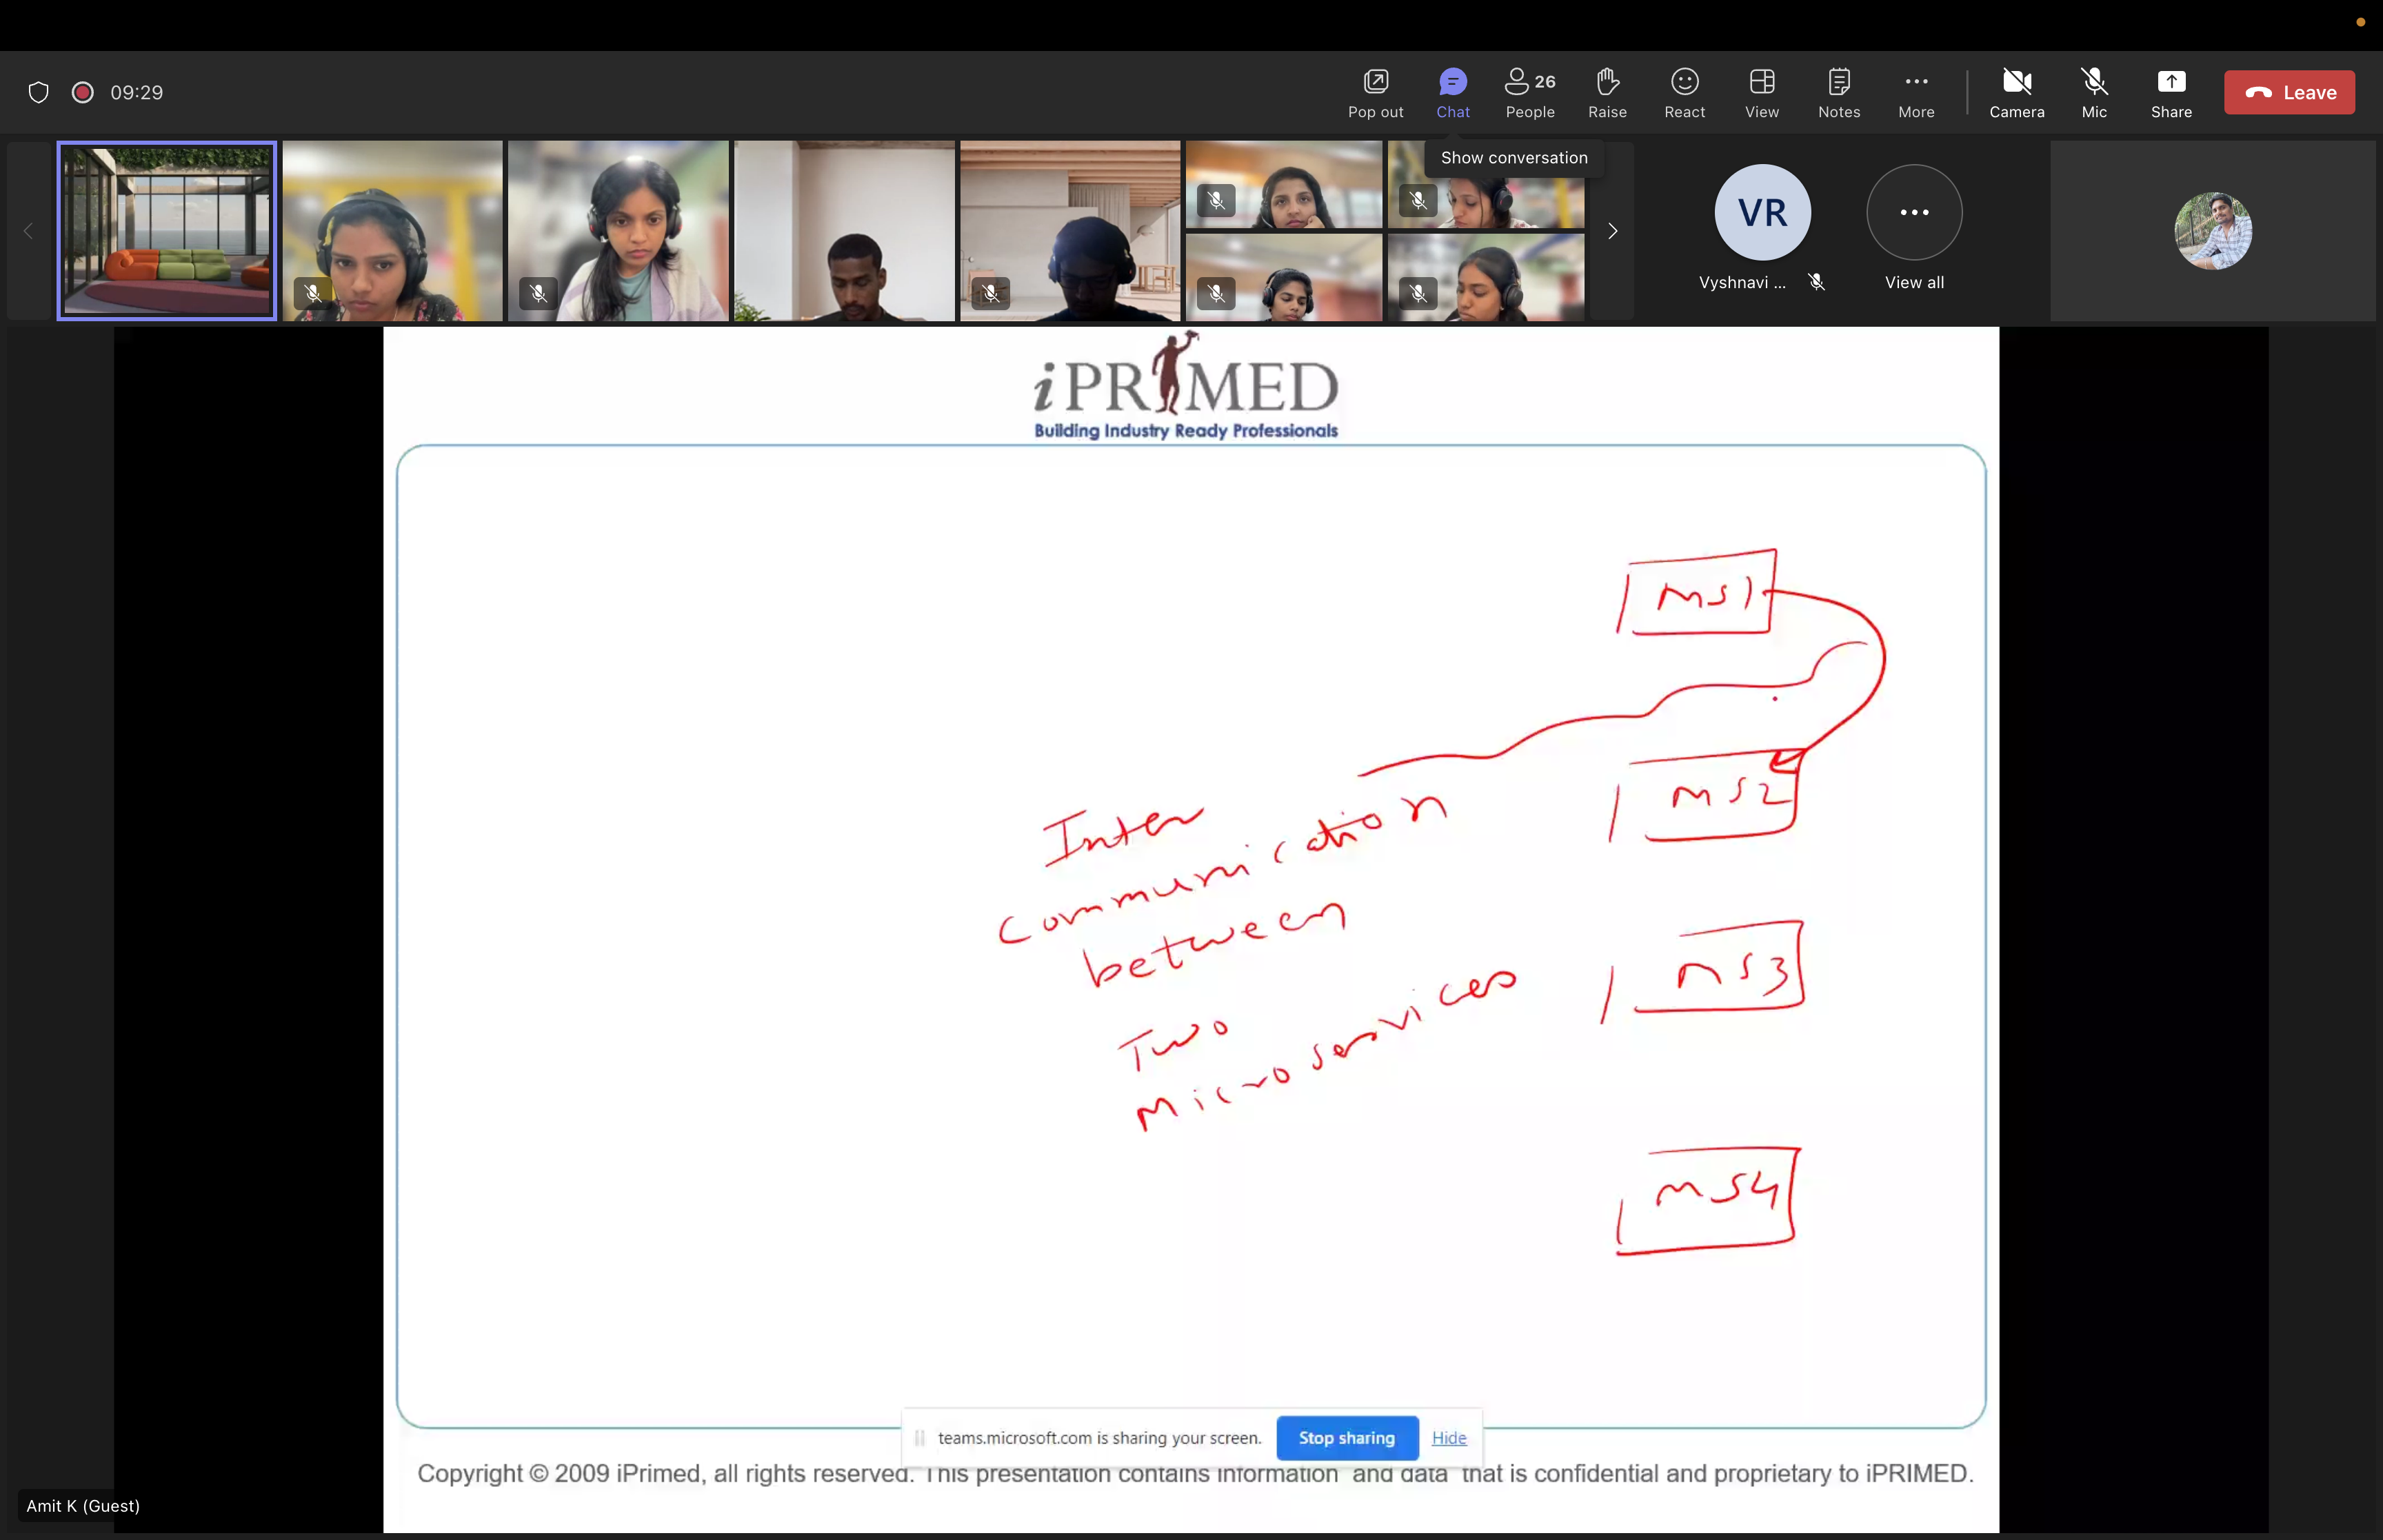 09:29
Pop out
Chat
26
People
Raise
React
View
Notes
More
Camera
Mic
Share
Leave
Show conversation
VR
Vyshnavi ...
View all
iPRIMED
Building Industry Ready Professionals
MS1
MS2
Inter
communication
between
Two
Microservices
MS3
MS4
teams.microsoft.com is sharing your screen.
Stop sharing
Hide
Copyright © 2009 iPrimed, all rights reserved. This presentation contains information and data that is confidential and proprietary to iPRIMED.
Amit K (Guest)